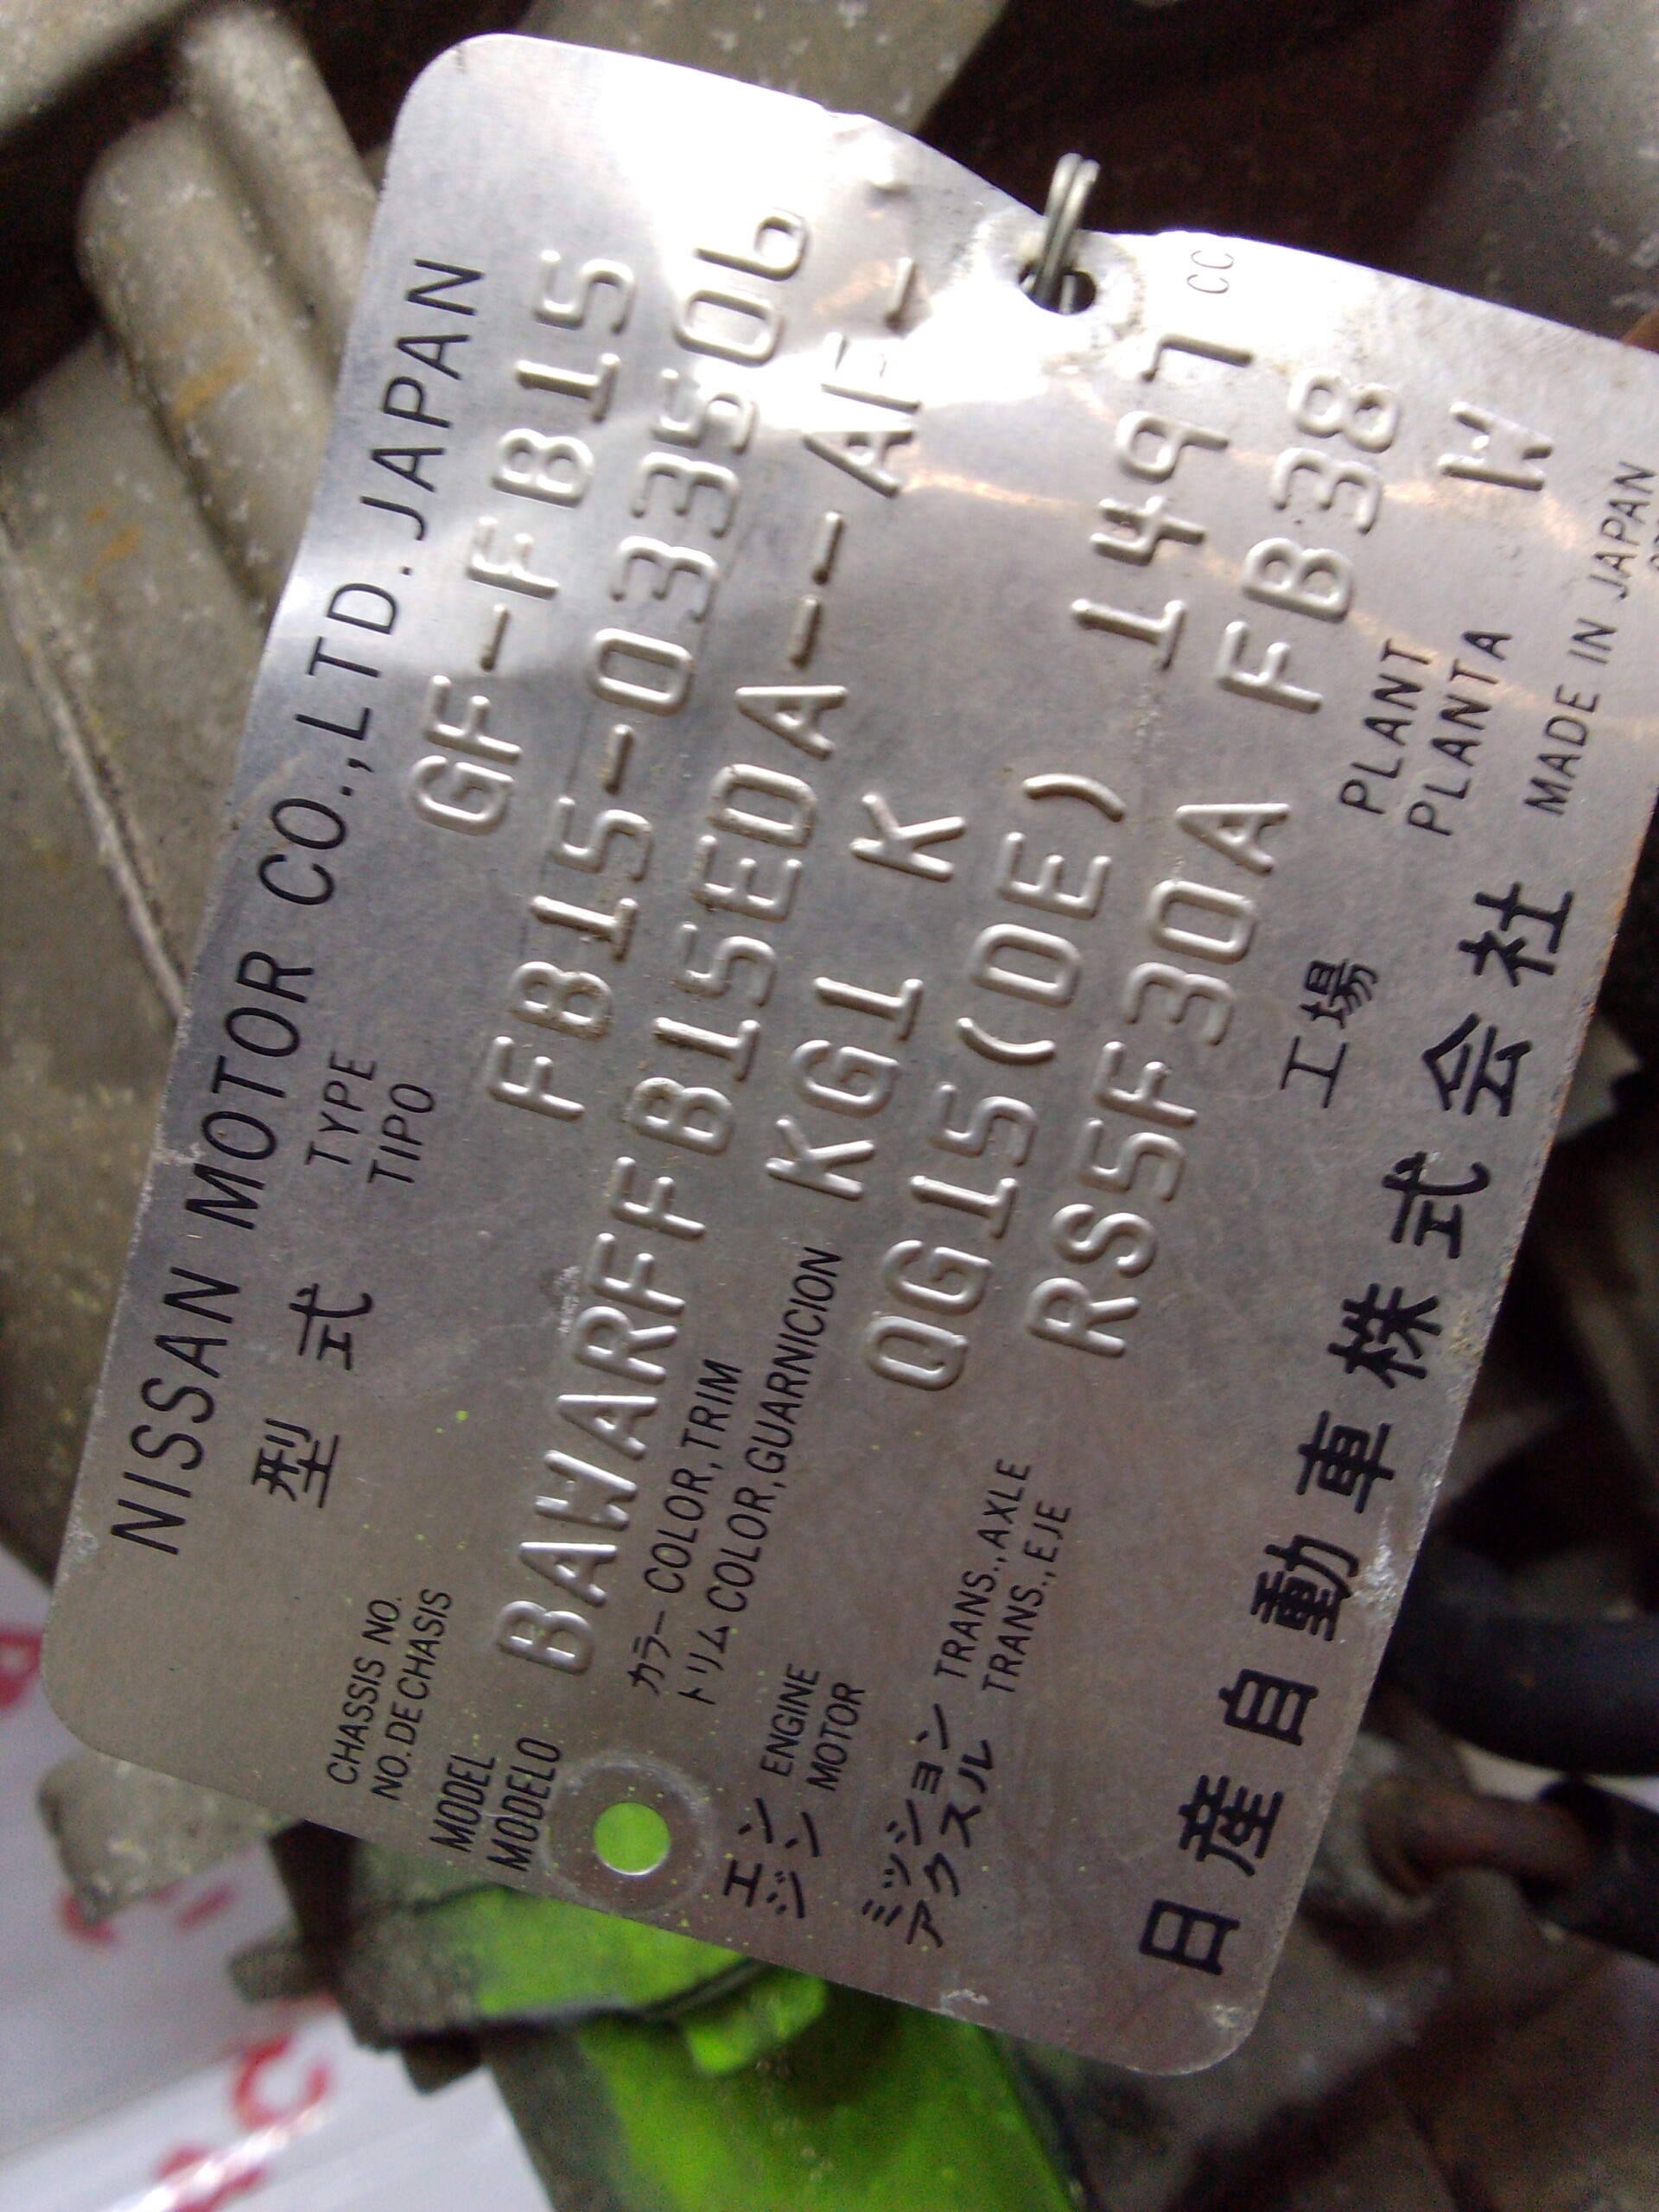 NISSAN MOTOR CO.,LTD. JAPAN
型式 TYPE TIPO GF-FB15
CHASSIS NO.
NO.DE CHASIS FB15-033506
MODEL
MODELO BAWARFFB15EDA-- AE-
カラー COLOR,TRIM
トリム COLOR,GUARNICION KG1 K
エンジン ENGINE
MOTOR QG15(DE) 1497 CC
ミッション TRANS.,AXLE
アクスル TRANS.,EJE RS5F30A FB38
工場 PLANT
PLANTA W
日産自動車株式会社 MADE IN JAPAN